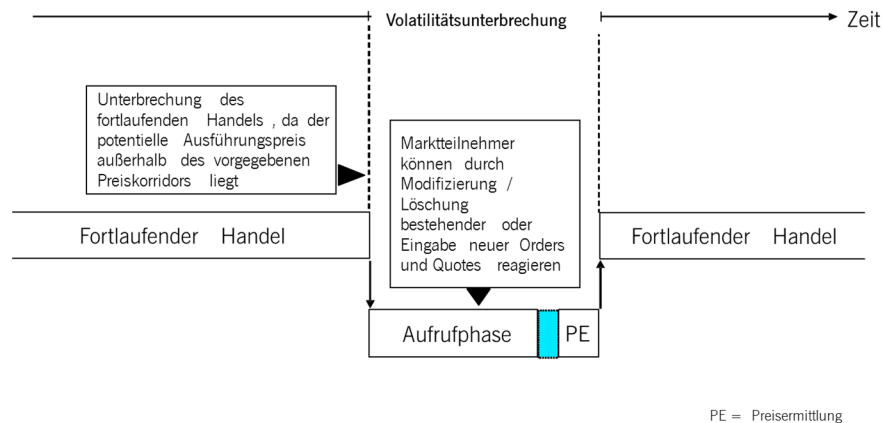 Volatilitätsunterbrechung
Zeit
Unterbrechung des
fortlaufenden Handels , da der
potentielle Ausführungspreis
außerhalb des vorgegebenen
Preiskorridors liegt
Marktteilnehmer
können durch
Modifizierung /
Löschung
bestehender oder
Eingabe neuer Orders
und Quotes reagieren
Fortlaufender Handel
Fortlaufender Handel
Aufrufphase
PE
PE = Preisermittlung